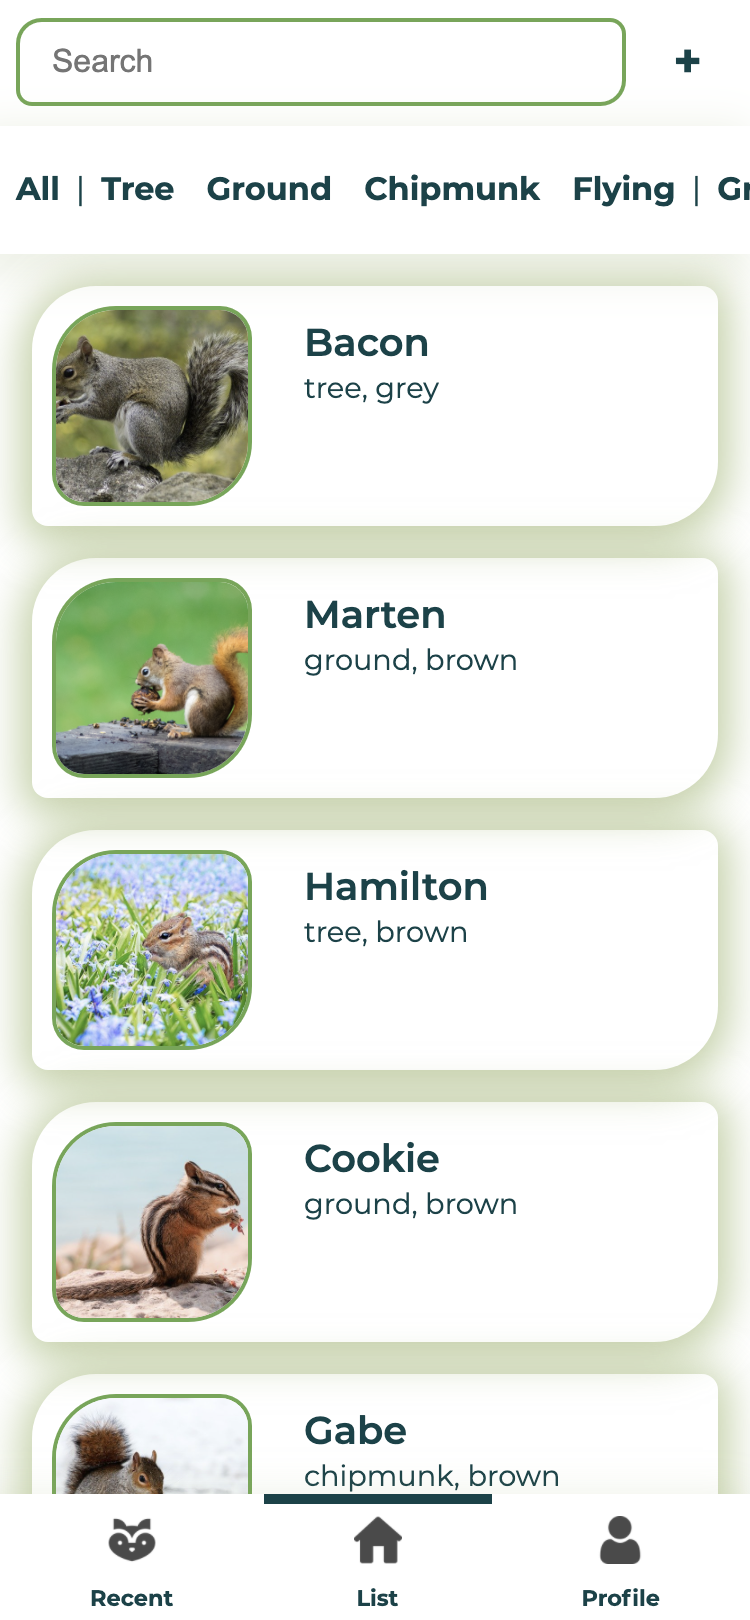 Search
All | Tree Ground Chipmunk Flying | Gr
Bacon
tree, grey
Marten
ground, brown
Hamilton
tree, brown
Cookie
ground, brown
Gabe
chipmunk, brown
Recent List Profile